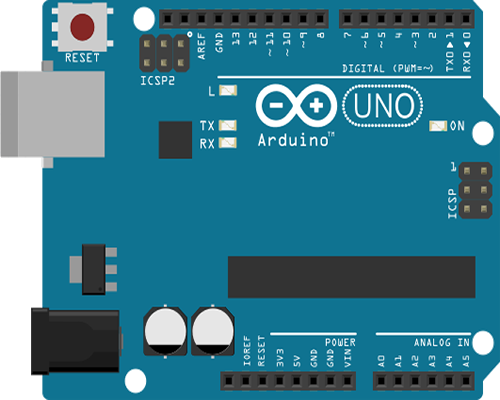 RESET
ICSP2
AREF
GND
13
12
~11
~10
~9
8
7
~6
~5
4
~3
2
TX0▶1
RX0◀0
DIGITAL (PWM=~)
L
TX
RX
Arduino™
UNO
ON
1
ICSP
POWER
ANALOG IN
IOREF
RESET
3V3
5V
GND
GND
VIN
A0
A1
A2
A3
A4
A5